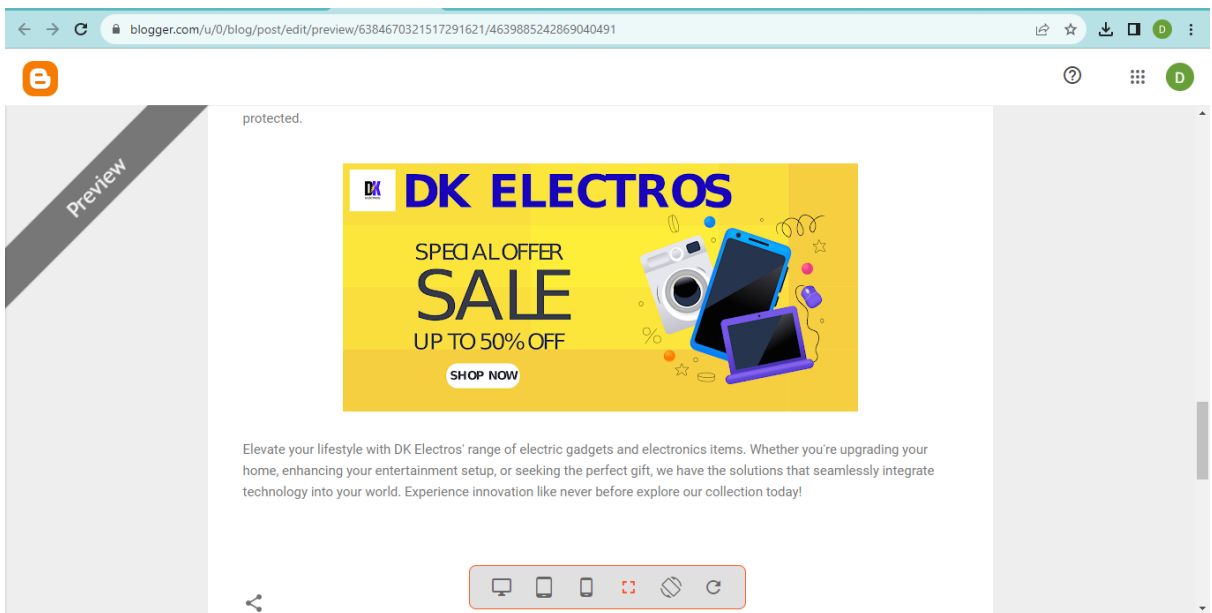 blogger.com/u/0/blog/post/edit/preview/6384670321517291621/4639885242869040491
D
D
Preview
protected.
DK
DK ELECTROS
SPECIAL OFFER
SALE
UP TO 50% OFF
SHOP NOW
Elevate your lifestyle with DK Electros' range of electric gadgets and electronics items. Whether you're upgrading your
home, enhancing your entertainment setup, or seeking the perfect gift, we have the solutions that seamlessly integrate
technology into your world. Experience innovation like never before explore our collection today!